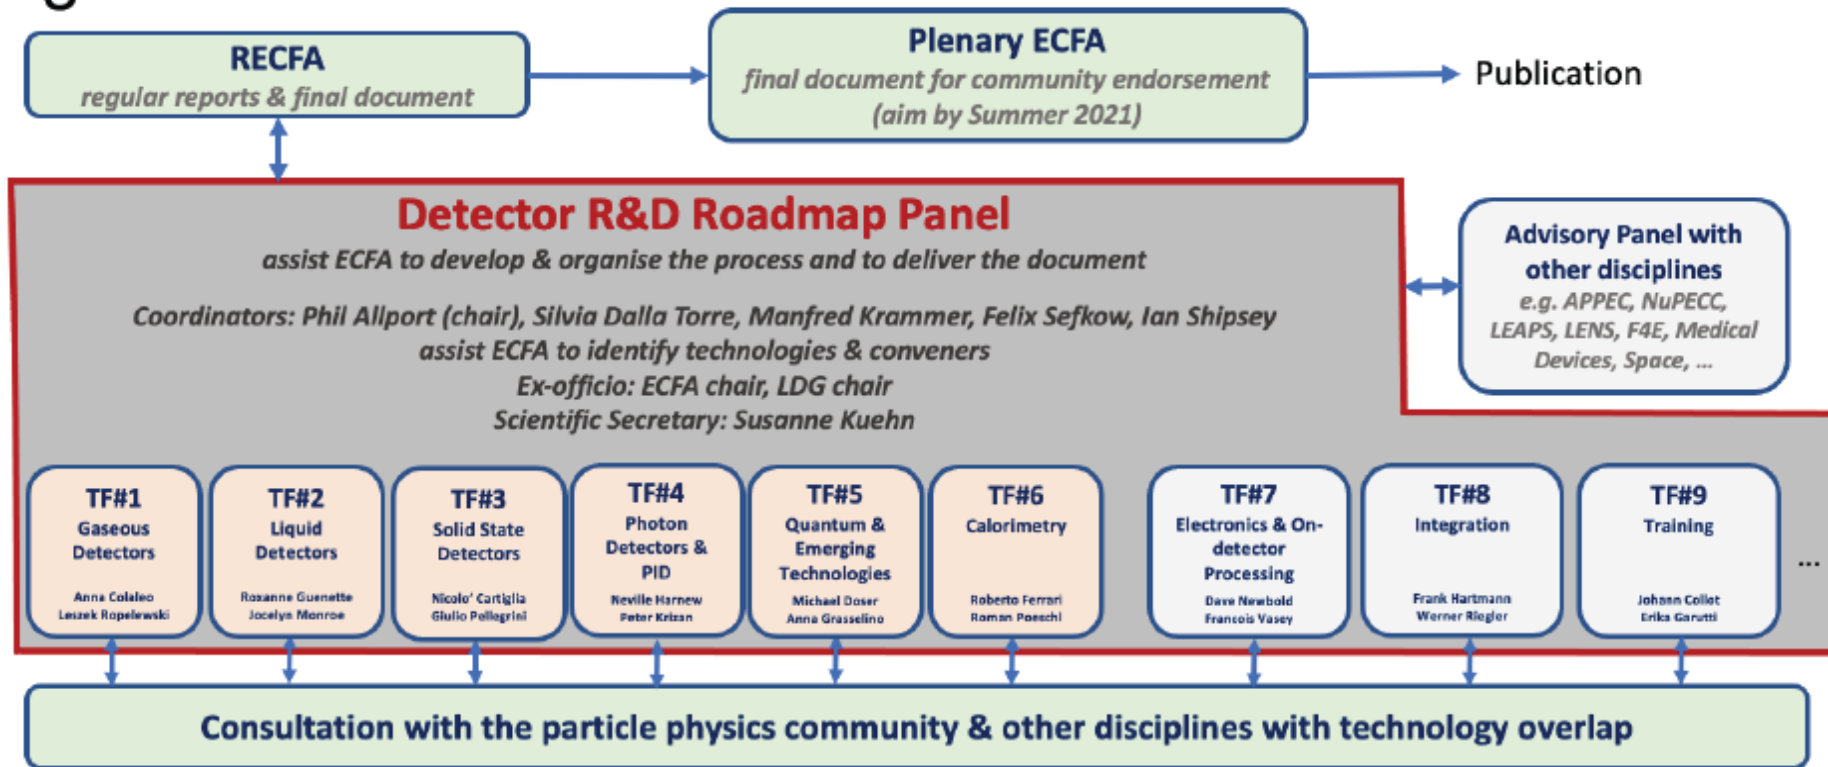 g
RECFA
regular reports & final document
Plenary ECFA
final document for community endorsement
(aim by Summer 2021)
Publication
Detector R&D Roadmap Panel
assist ECFA to develop & organise the process and to deliver the document
Coordinators: Phil Allport (chair), Silvia Dalla Torre, Manfred Krammer, Felix Sefkow, Ian Shipsey
assist ECFA to identify technologies & conveners
Ex-officio: ECFA chair, LDG chair
Scientific Secretary: Susanne Kuehn
Advisory Panel with
other disciplines
e.g. APPEC, NuPECC,
LEAPS, LENS, F4E, Medical
Devices, Space, ...
TF#1
Gaseous
Detectors
Anna Colaleo
Leszek Ropelewski
TF#2
Liquid
Detectors
Roxanne Guenette
Jocelyn Monroe
TF#3
Solid State
Detectors
Nicolo' Cartiglia
Giulio Pellegrini
TF#4
Photon
Detectors &
PID
Neville Harnew
Peter Krizan
TF#5
Quantum &
Emerging
Technologies
Michael Doser
Anna Grasselino
TF#6
Calorimetry
Roberto Ferrari
Roman Poeschl
TF#7
Electronics & On-
detector
Processing
Dave Newbold
Francois Vasey
TF#8
Integration
Frank Hartmann
Werner Riegler
TF#9
Training
Johann Collot
Erika Garutti
...
Consultation with the particle physics community & other disciplines with technology overlap